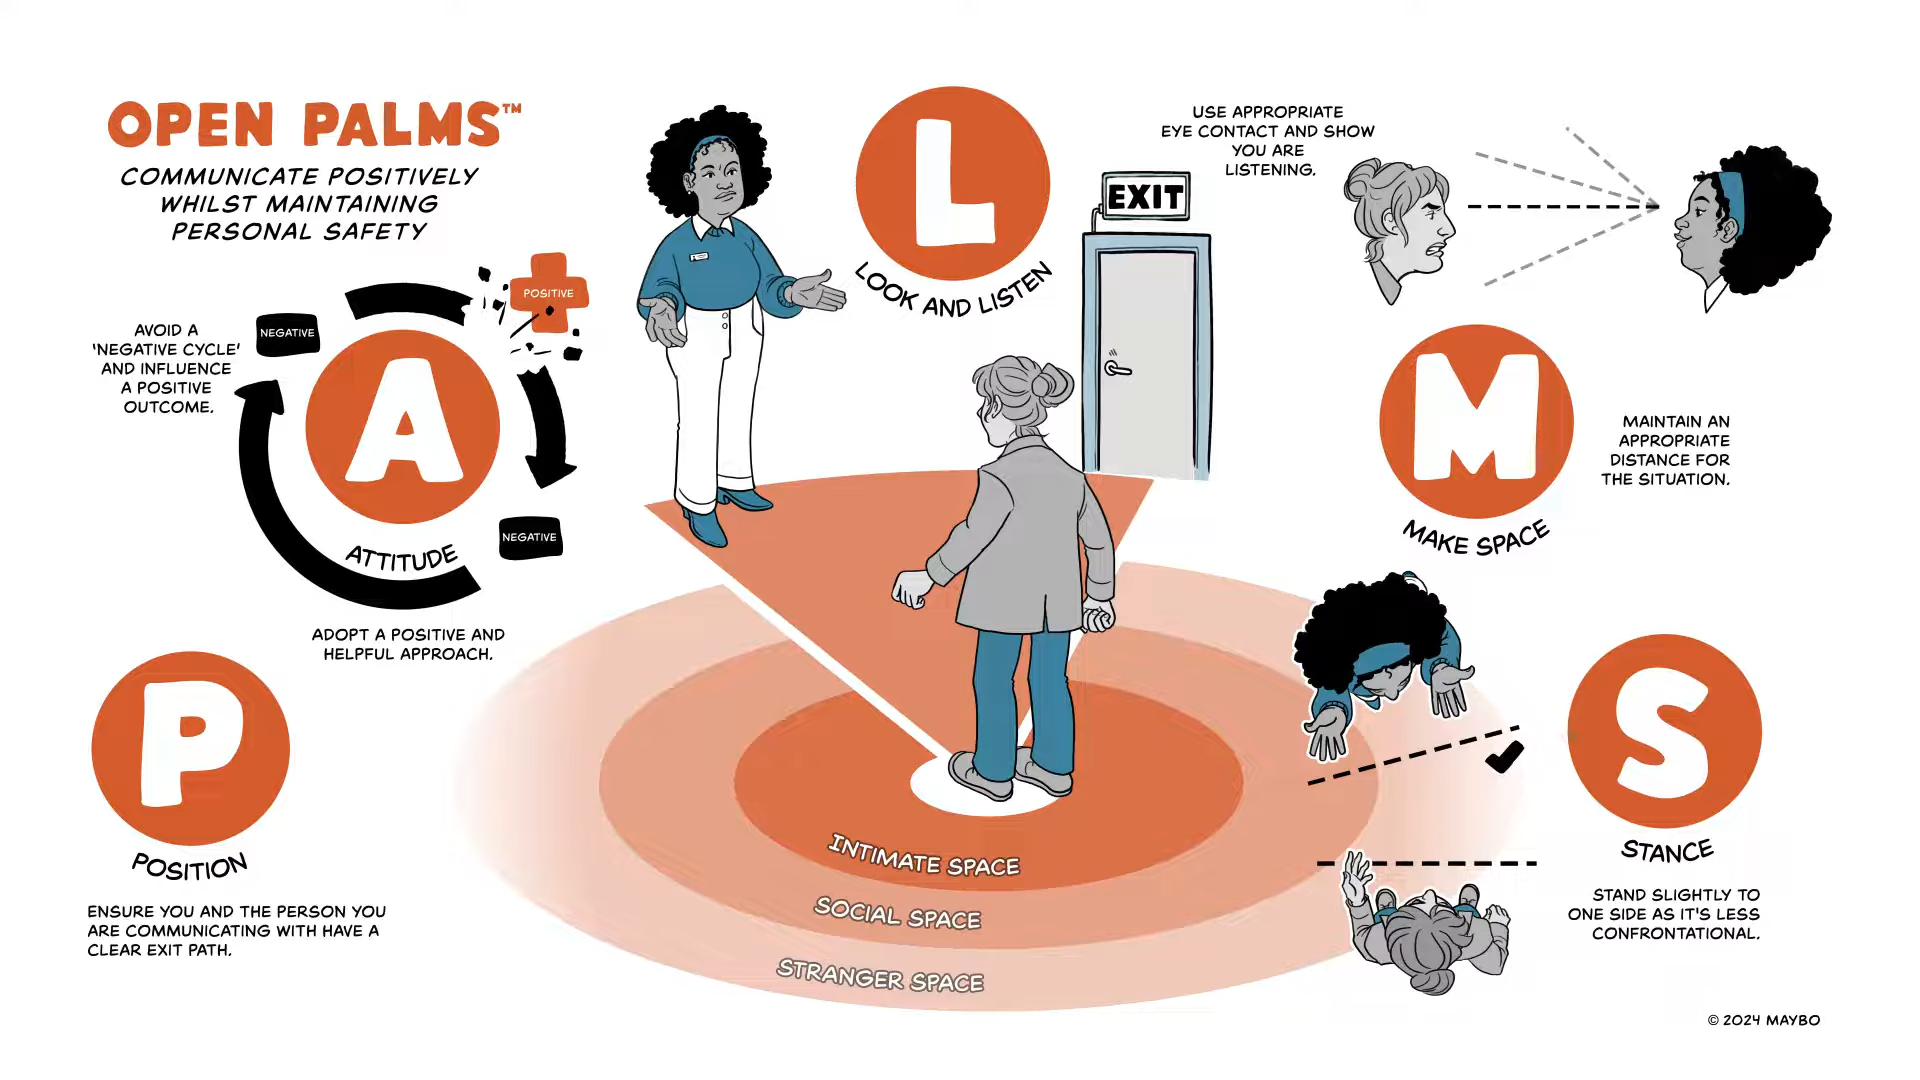 OPEN PALMS™
COMMUNICATE POSITIVELY
WHILST MAINTAINING
PERSONAL SAFETY
POSITIVE
NEGATIVE
AVOID A
'NEGATIVE CYCLE'
AND INFLUENCE
A POSITIVE
OUTCOME.
A
NEGATIVE
ATTITUDE
ADOPT A POSITIVE AND
HELPFUL APPROACH.
P
POSITION
ENSURE YOU AND THE PERSON YOU
ARE COMMUNICATING WITH HAVE A
CLEAR EXIT PATH.
L
LOOK AND LISTEN
EXIT
USE APPROPRIATE
EYE CONTACT AND SHOW
YOU ARE
LISTENING.
M
MAKE SPACE
MAINTAIN AN
APPROPRIATE
DISTANCE FOR
THE SITUATION.
INTIMATE SPACE
SOCIAL SPACE
STRANGER SPACE
S
STANCE
STAND SLIGHTLY TO
ONE SIDE AS IT'S LESS
CONFRONTATIONAL.
© 2024 MAYBO